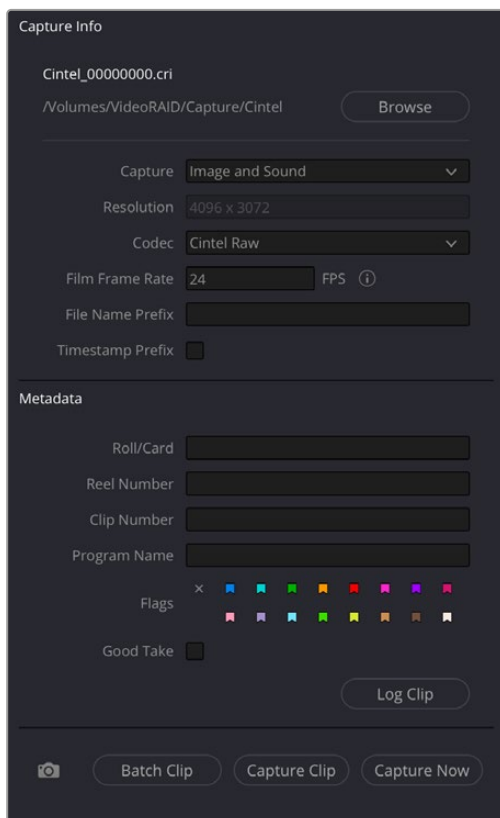 Capture Info
Cintel_00000000.cri
/Volumes/VideoRAID/Capture/Cintel Browse
Capture Image and Sound
Resolution 4096 x 3072
Codec Cintel Raw
Film Frame Rate 24 FPS
File Name Prefix
Timestamp Prefix
Metadata
Roll/Card
Reel Number
Clip Number
Program Name
Flags
Good Take
Log Clip
Batch Clip Capture Clip Capture Now